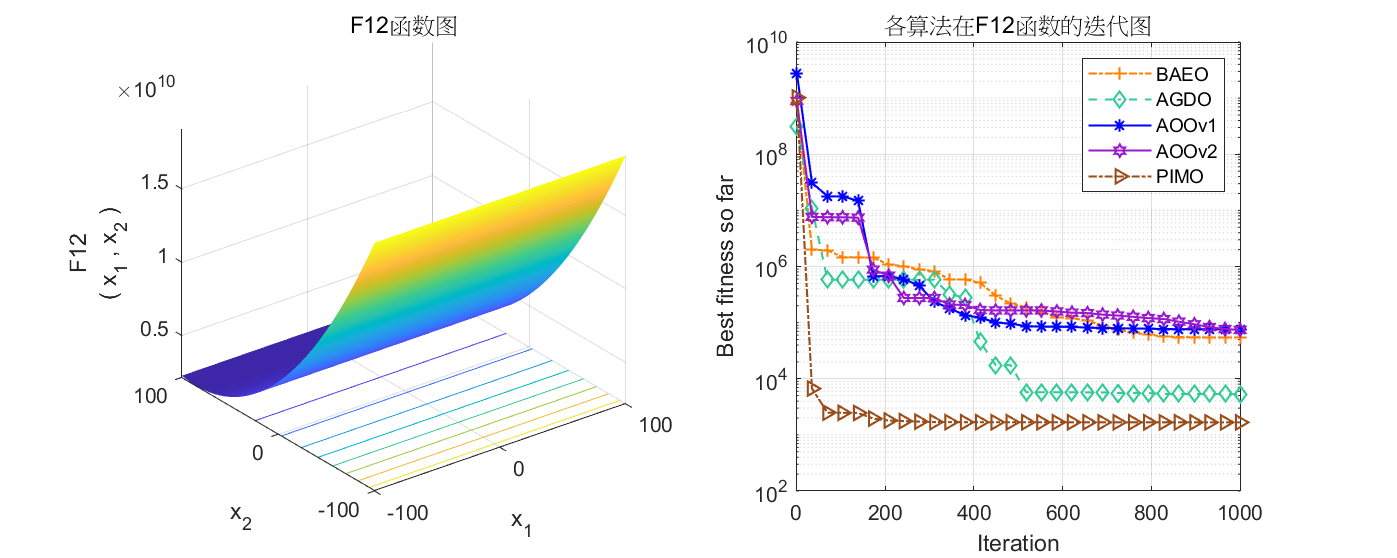 F12函数图
×10^10
1.5
1
0.5
F12
( x_1 , x_2 )
100
0
-100
x_2
-100
0
100
x_1
各算法在F12函数的迭代图
10^10
10^8
10^6
10^4
10^2
Best fitness so far
BAEO
AGDO
AOOv1
AOOv2
PIMO
0
200
400
600
800
1000
Iteration